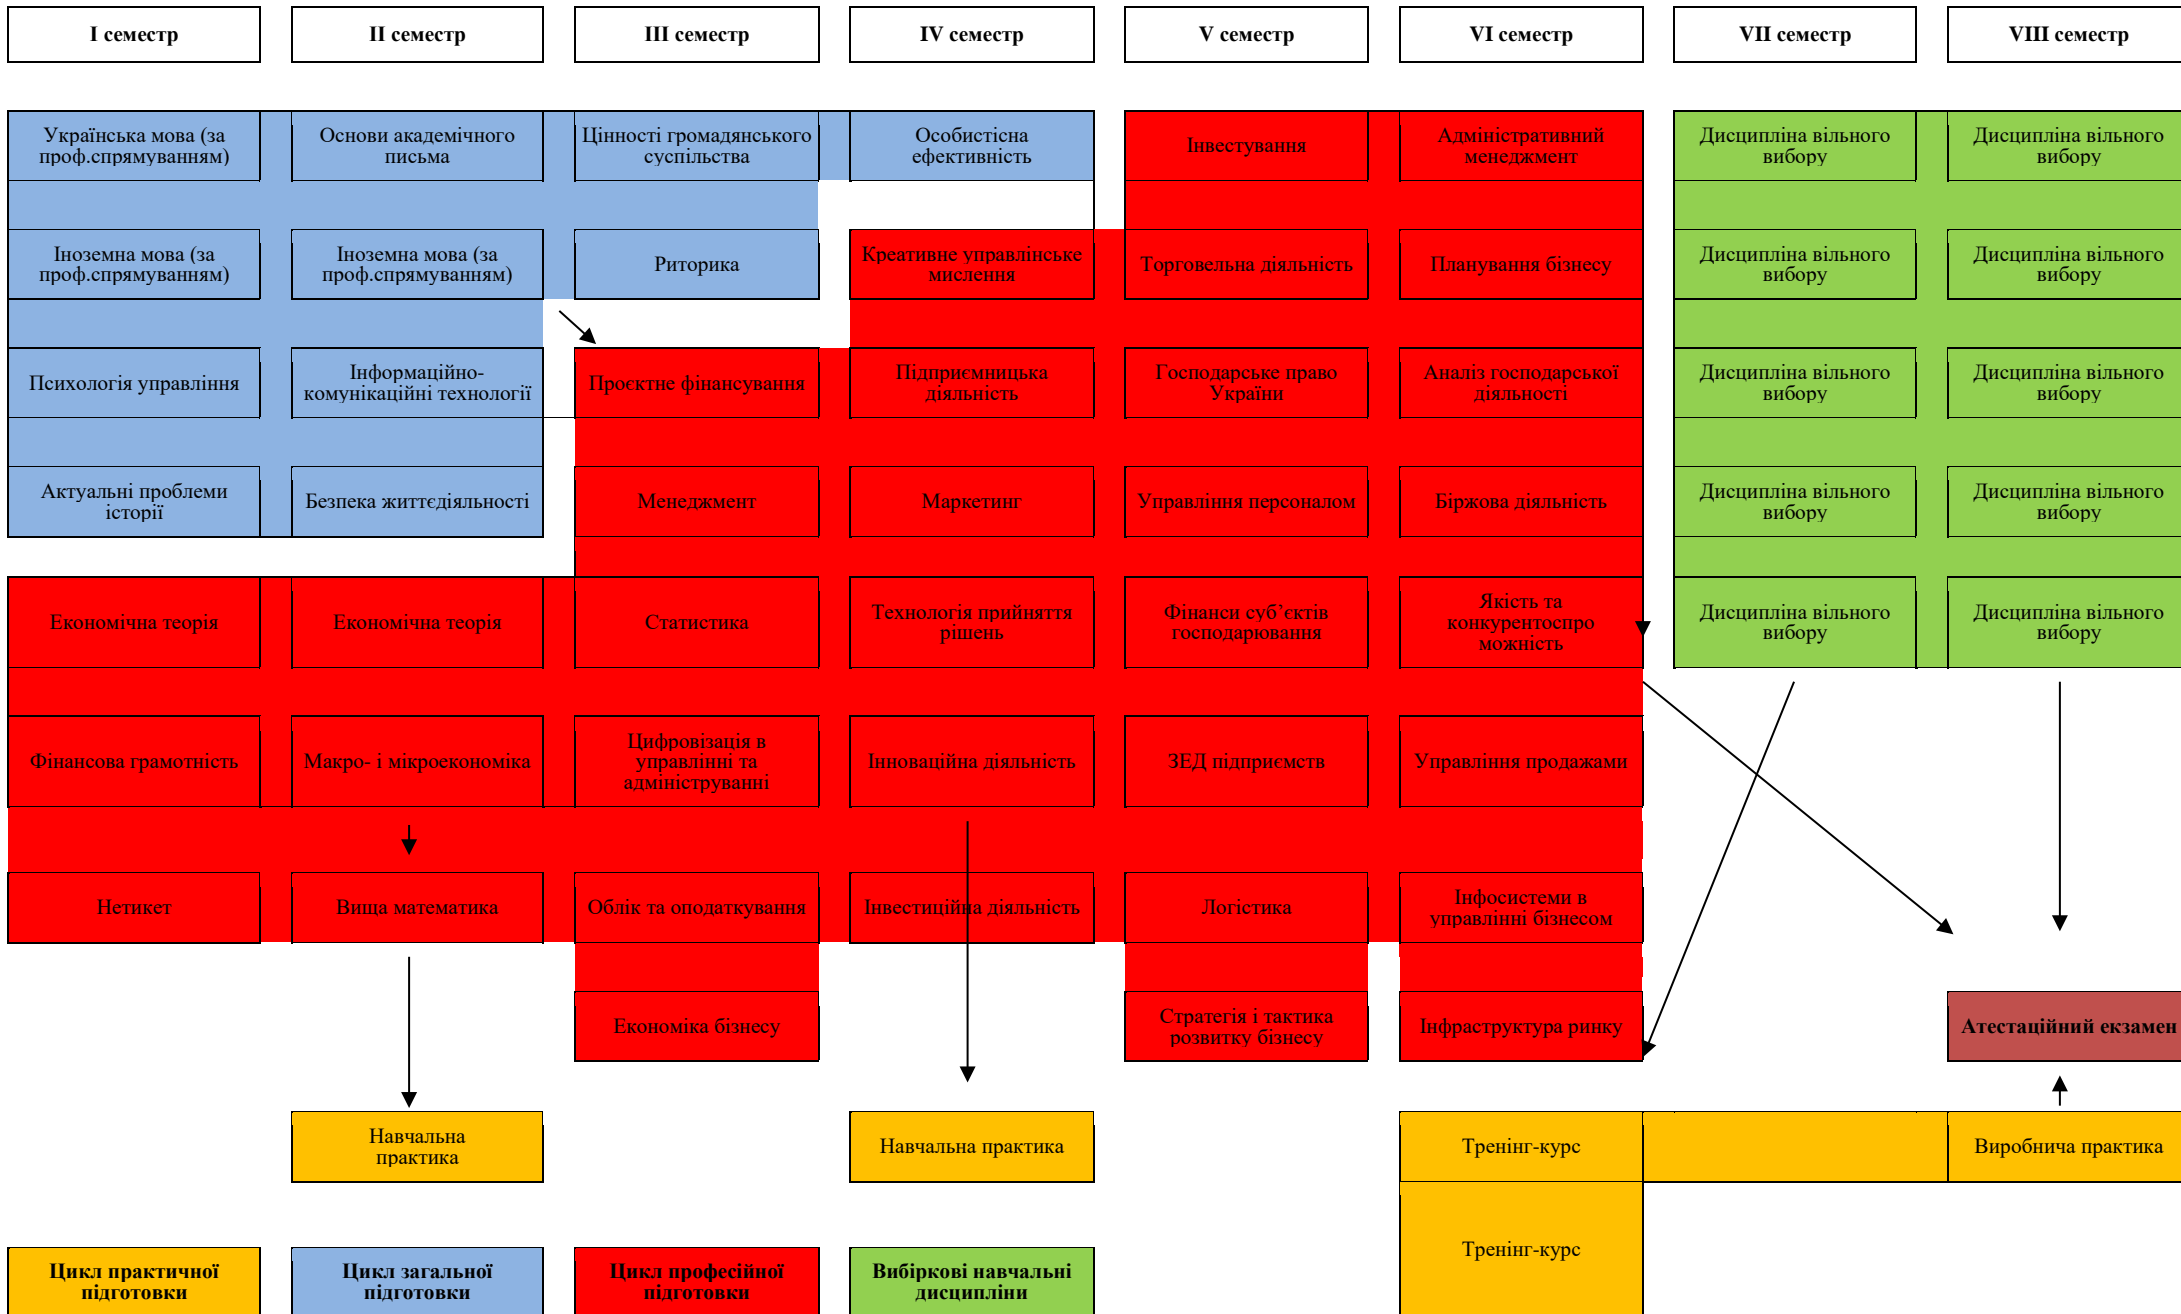 I семестр
II семестр
III семестр
IV семестр
V семестр
VI семестр
VII семестр
VIII семестр
Українська мова (за
проф.спрямуванням)
Основи академічного
письма
Цінності громадянського
суспільства
Особистісна
ефективність
Інвестування
Адміністративний
менеджмент
Дисципліна вільного
вибору
Дисципліна вільного
вибору
Іноземна мова (за
проф.спрямуванням)
Іноземна мова (за
проф.спрямуванням)
Риторика
Креативне управлінське
мислення
Торговельна діяльність
Планування бізнесу
Дисципліна вільного
вибору
Дисципліна вільного
вибору
Психологія управління
Інформаційно-
комунікаційні технології
Проєктне фінансування
Підприємницька
діяльність
Господарське право
України
Аналіз господарської
діяльності
Дисципліна вільного
вибору
Дисципліна вільного
вибору
Актуальні проблеми
історії
Безпека життєдіяльності
Менеджмент
Маркетинг
Управління персоналом
Біржова діяльність
Дисципліна вільного
вибору
Дисципліна вільного
вибору
Економічна теорія
Економічна теорія
Статистика
Технологія прийняття
рішень
Фінанси суб’єктів
господарювання
Якість та
конкурентоспро
можність
Дисципліна вільного
вибору
Дисципліна вільного
вибору
Фінансова грамотність
Макро- і мікроекономіка
Цифровізація в
управлінні та
адмініструванні
Інноваційна діяльність
ЗЕД підприємств
Управління продажами
Нетикет
Вища математика
Облік та оподаткування
Інвестиційна діяльність
Логістика
Інфосистеми в
управлінні бізнесом
Економіка бізнесу
Стратегія і тактика
розвитку бізнесу
Інфраструктура ринку
Атестаційний екзамен
Навчальна
практика
Навчальна практика
Тренінг-курс
Виробнича практика
Тренінг-курс
Цикл практичної
підготовки
Цикл загальної
підготовки
Цикл професійної
підготовки
Вибіркові навчальні
дисципліни